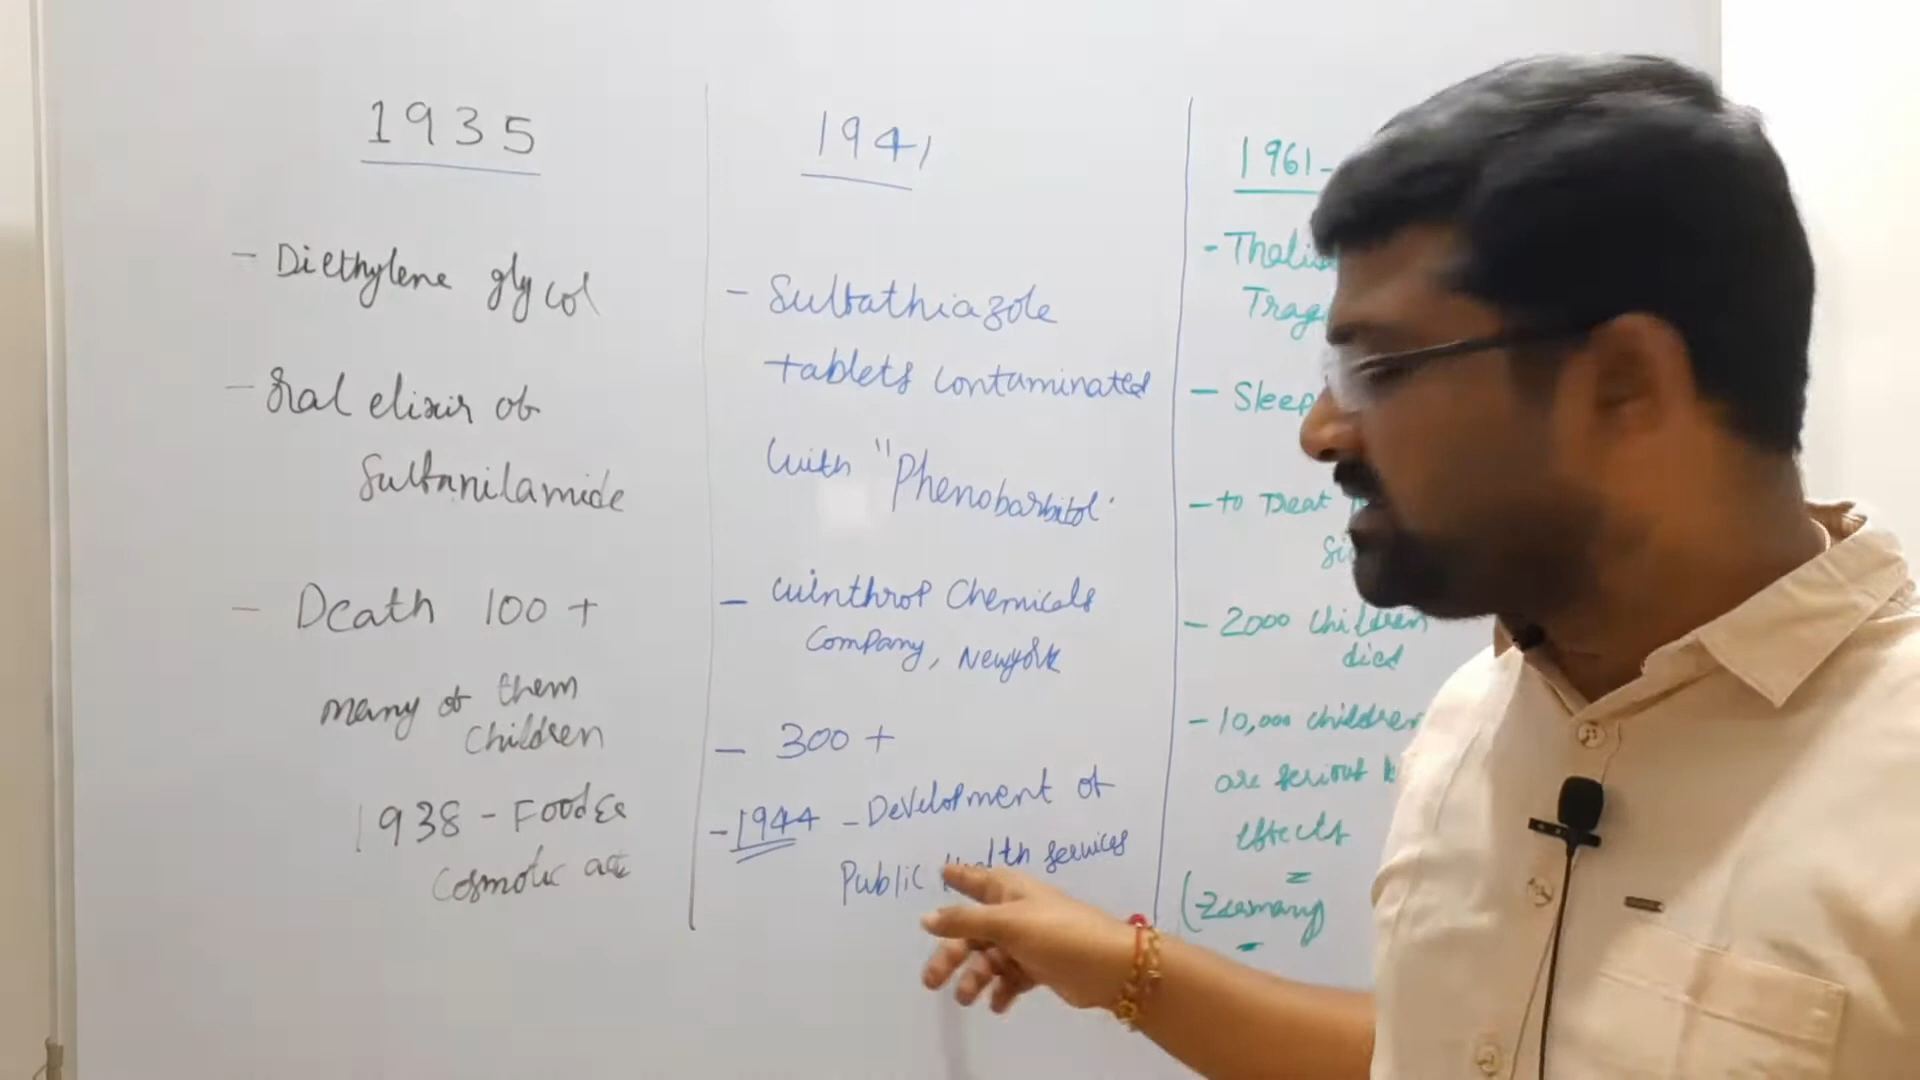 1935
- Diethylene glycol
- Oral elixir of
Sulfanilamide
- Death 100 +
many of them
children
1938 - Food &
Cosmetic act
1941
- Sulfathiazole
tablets contaminated
with "Phenobarbitol"
- Winthrop Chemicals
Company, Newyork
- 300 +
- 1944 - Development of
Public Health services
1961 -
-
- Sleep
- to Treat
- 2000 children
died
- 10,000 children
are serious
effects
(Germany